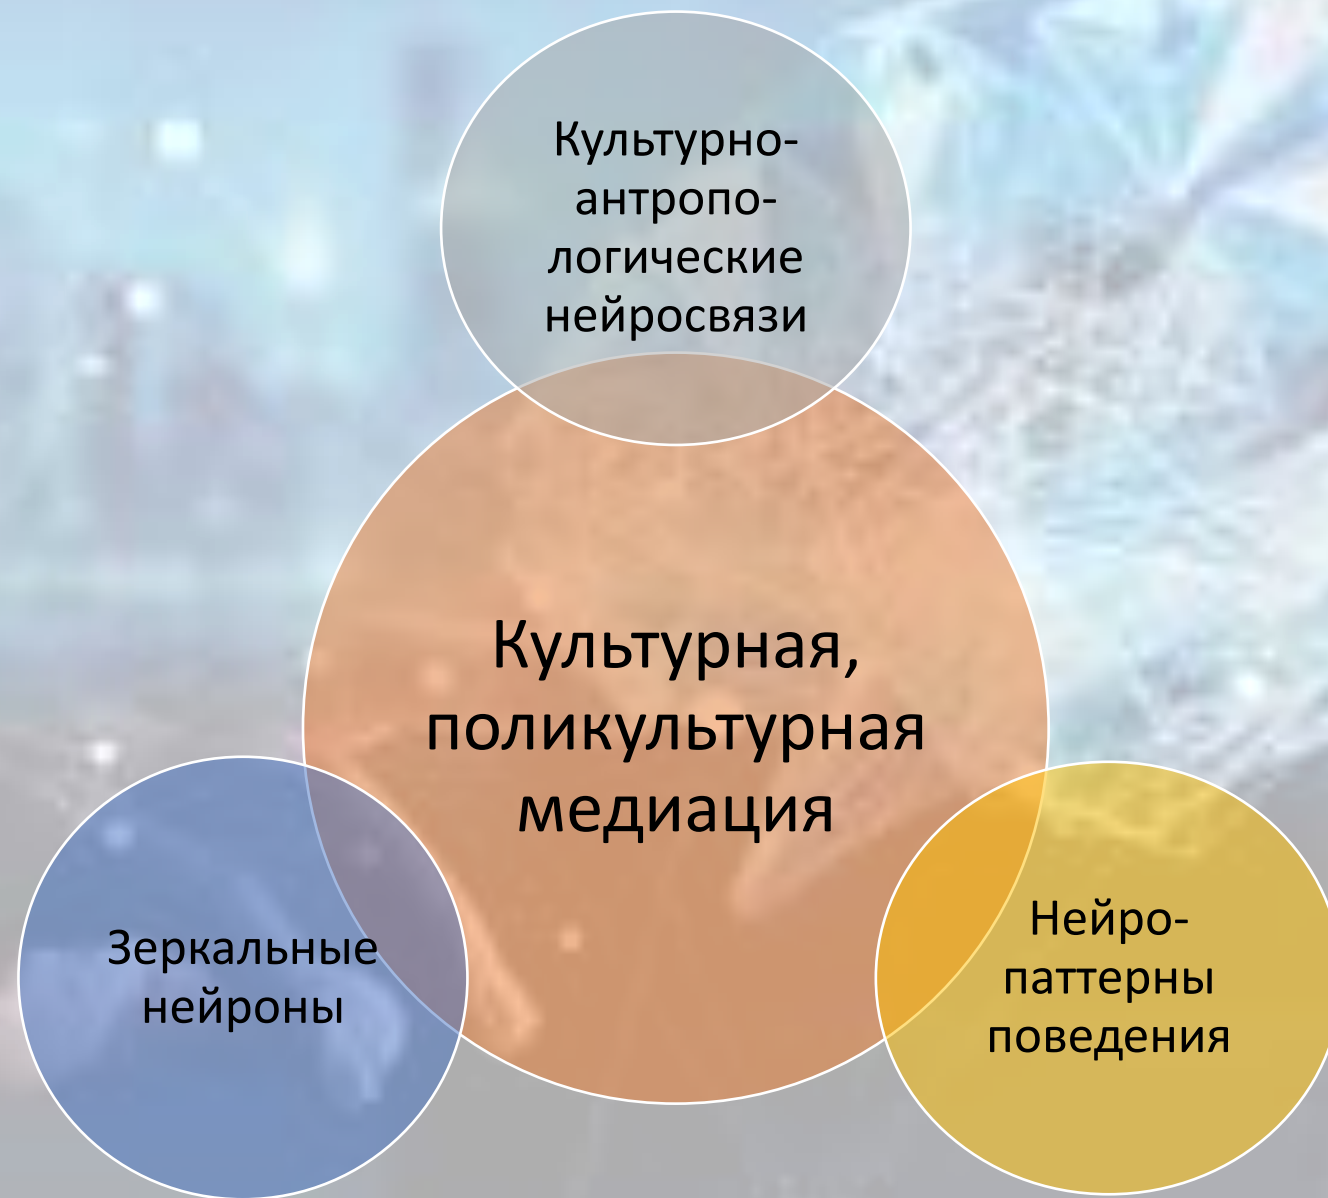 Культурно-
антропо-
логические
нейросвязи
Культурная,
поликультурная
медиация
Зеркальные
нейроны
Нейро-
паттерны
поведения